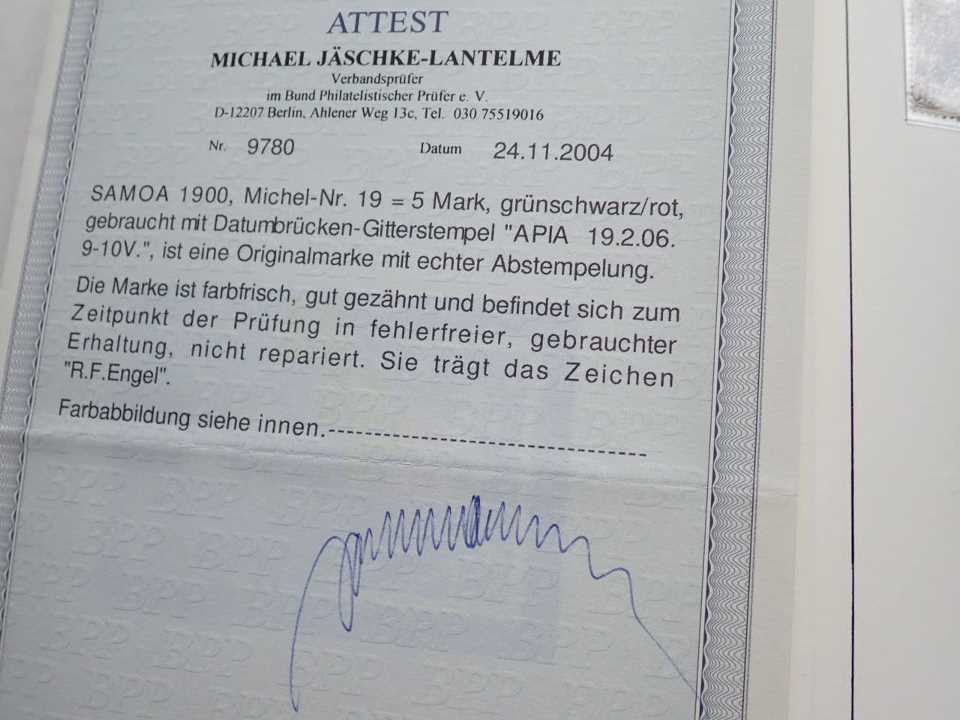 ATTEST
MICHAEL JÄSCHKE-LANTELME
Verbandsprüfer
im Bund Philatelistischer Prüfer e. V.
D-12207 Berlin, Ahlener Weg 13c, Tel. 030 75519016
Nr. 9780 Datum 24.11.2004
SAMOA 1900, Michel-Nr. 19 = 5 Mark, grünschwarz/rot,
gebraucht mit Datumbrücken-Gitterstempel "APIA 19.2.06.
9-10V.", ist eine Originalmarke mit echter Abstempelung.
Die Marke ist farbfrisch, gut gezähnt und befindet sich zum
Zeitpunkt der Prüfung in fehlerfreier, gebrauchter
Erhaltung, nicht repariert. Sie trägt das Zeichen
"R.F.Engel".
Farbabbildung siehe innen.------------------------------------